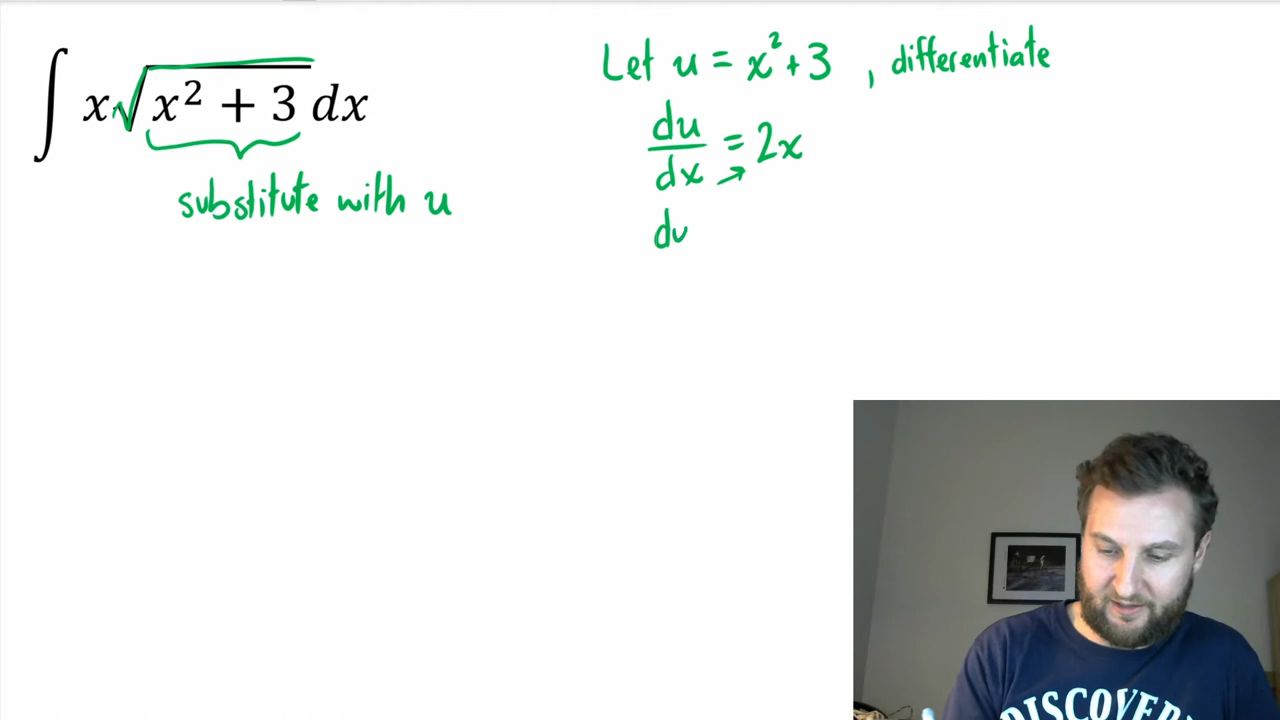 ∫ x√(x² + 3) dx
substitute with u
Let u = x² + 3 , differentiate
du/dx = 2x
du
DISCOVER